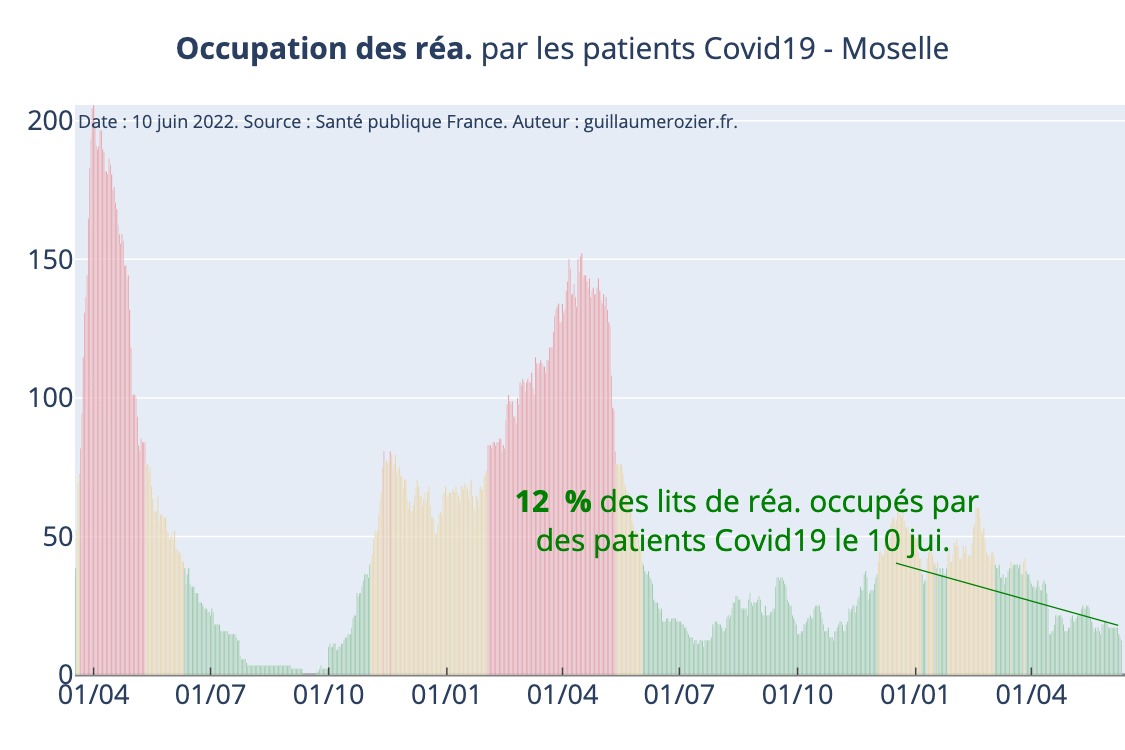 Occupation des réa. par les patients Covid19 - Moselle
200
Date : 10 juin 2022. Source : Santé publique France. Auteur : guillaumerozier.fr.
150
100
12 % des lits de réa. occupés par
des patients Covid19 le 10 jui.
50
0
01/04 01/07 01/10 01/01 01/04 01/07 01/10 01/01 01/04